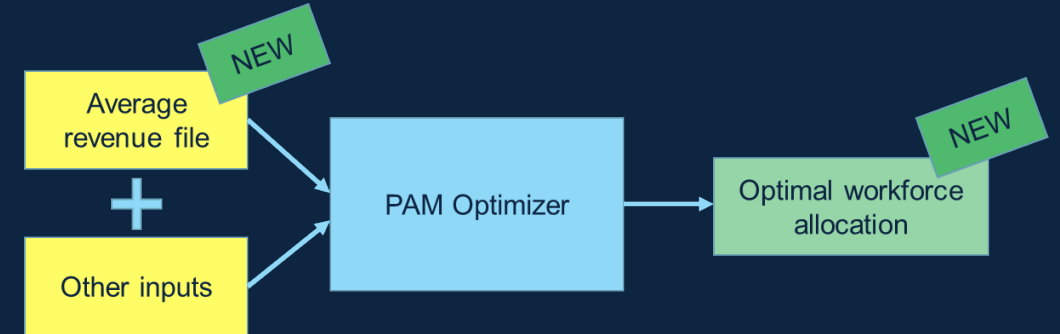 NEW
Average
revenue file
Other inputs
PAM Optimizer
NEW
Optimal workforce
allocation